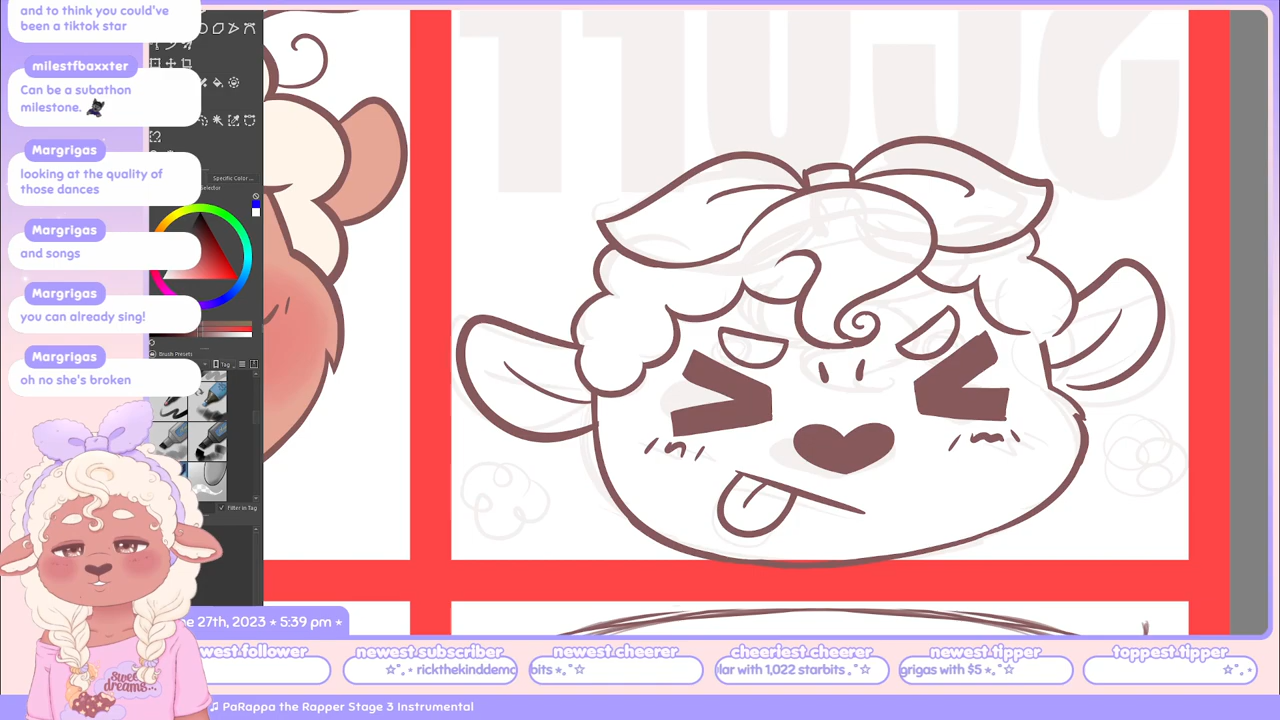 and to think you could've
been a tiktok star
milestfbaxxter
Can be a subathon
milestone.
Margrigas
looking at the quality of
those dances
Margrigas
and songs
Margrigas
you can already sing!
Margrigas
oh no she's broken
Specific Color ...
Selector
Brush Presets
Tag
Filter in Tag
27th, 2023 ⋆ 5:39 pm ⋆
newest subscriber
rickthekinddemo
newest cheerer
bits
cheeriest cheerer
lar with 1,022 starbits
newest tipper
grigas with $5
toppest tipper
follower
sweet
dreams...
♫ PaRappa the Rapper Stage 3 Instrumental